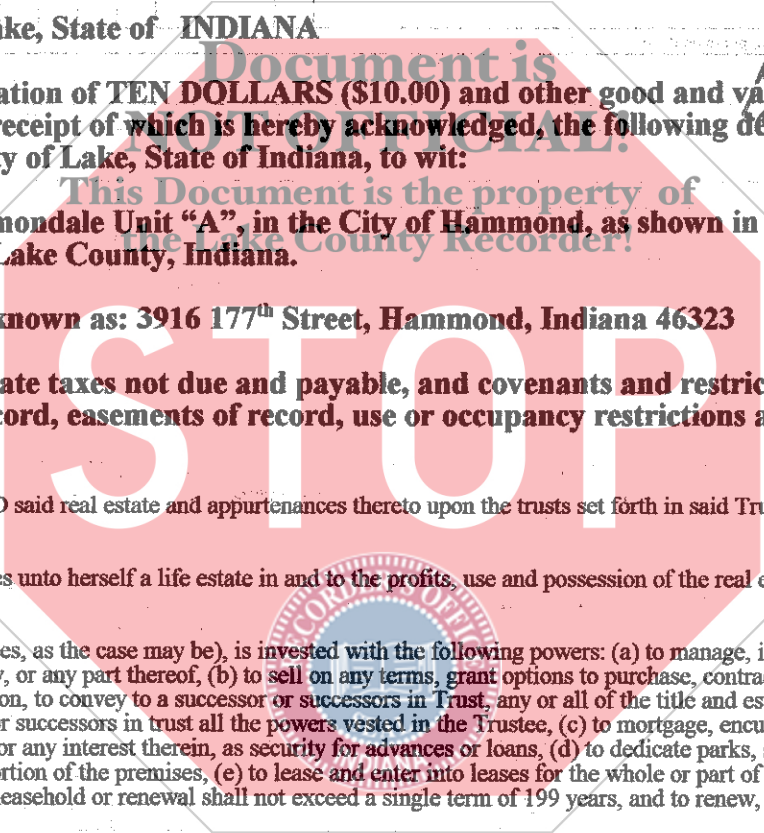 ake, State of INDIANA
Document is
ation of TEN DOLLARS ($10.00) and other good and va
NOT OFFICIAL!
receipt of which is hereby acknowledged, the following de
y of Lake, State of Indiana, to wit:
This Document is the property of
mondale Unit “A”, in the City of Hammond, as shown in
the Lake County Recorder!
Lake County, Indiana.
known as: 3916 177th Street, Hammond, Indiana 46323
STOP
ate taxes not due and payable, and covenants and restric
cord, easements of record, use or occupancy restrictions a
D said real estate and appurtenances thereto upon the trusts set forth in said Tru
es unto herself a life estate in and to the profits, use and possession of the real e
RECORDER'S OFFICE
es, as the case may be), is invested with the following powers: (a) to manage, i
y, or any part thereof, (b) to sell on any terms, grant options to purchase, contra
on, to convey to a successor or successors in Trust, any or all of the title and es
or successors in trust all the powers vested in the Trustee, (c) to mortgage, encu
or any interest therein, as security for advances or loans, (d) to dedicate parks,
ortion of the premises, (e) to lease and enter into leases for the whole or part of
leasehold or renewal shall not exceed a single term of 199 years, and to renew,
INDIANA